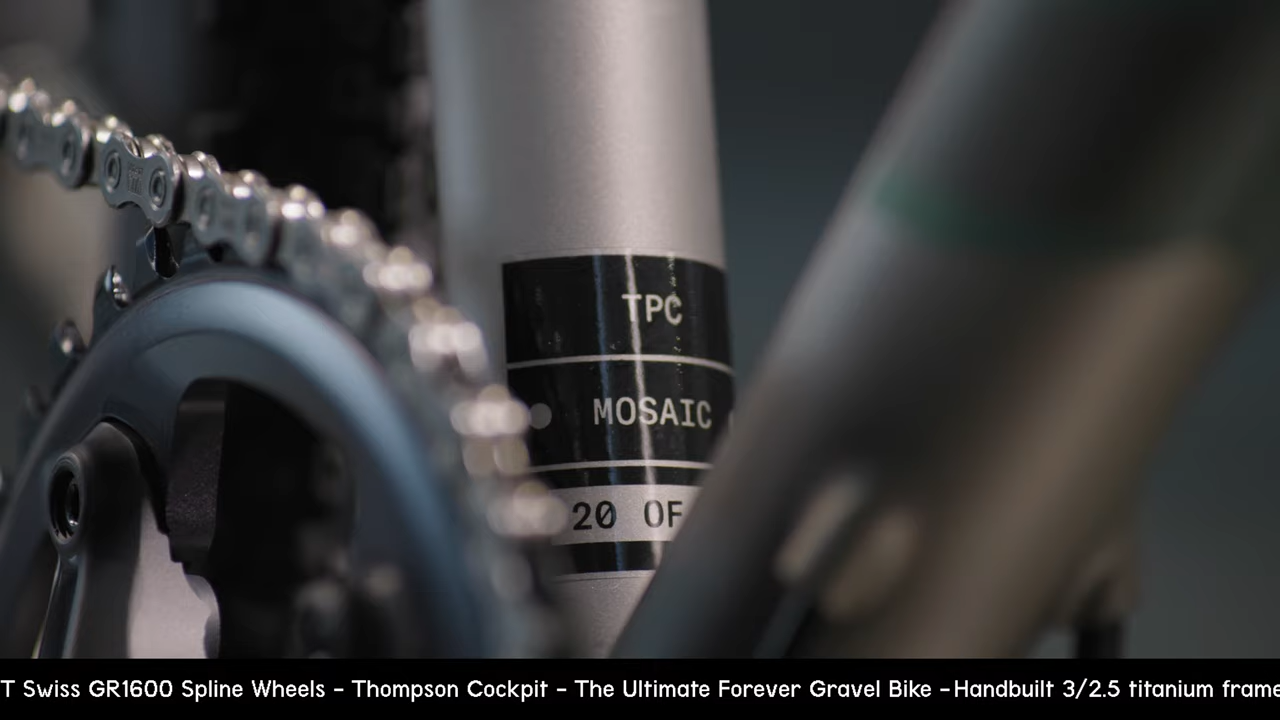 TPC
MOSAIC
20 OF
T Swiss GR1600 Spline Wheels - Thompson Cockpit - The Ultimate Forever Gravel Bike -Handbuilt 3/2.5 titanium frame